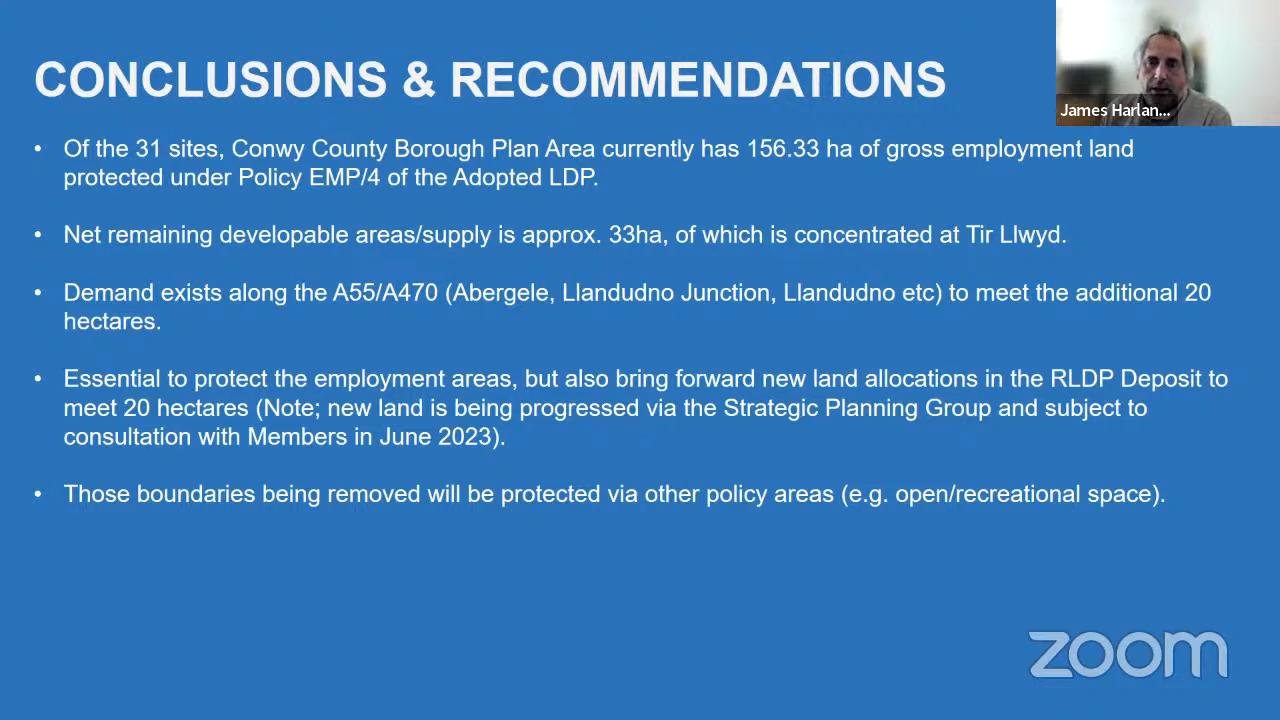 CONCLUSIONS & RECOMMENDATIONS
James Harlan...
• Of the 31 sites, Conwy County Borough Plan Area currently has 156.33 ha of gross employment land
protected under Policy EMP/4 of the Adopted LDP.
• Net remaining developable areas/supply is approx. 33ha, of which is concentrated at Tir Llwyd.
• Demand exists along the A55/A470 (Abergele, Llandudno Junction, Llandudno etc) to meet the additional 20
hectares.
• Essential to protect the employment areas, but also bring forward new land allocations in the RLDP Deposit to
meet 20 hectares (Note; new land is being progressed via the Strategic Planning Group and subject to
consultation with Members in June 2023).
• Those boundaries being removed will be protected via other policy areas (e.g. open/recreational space).
zoom